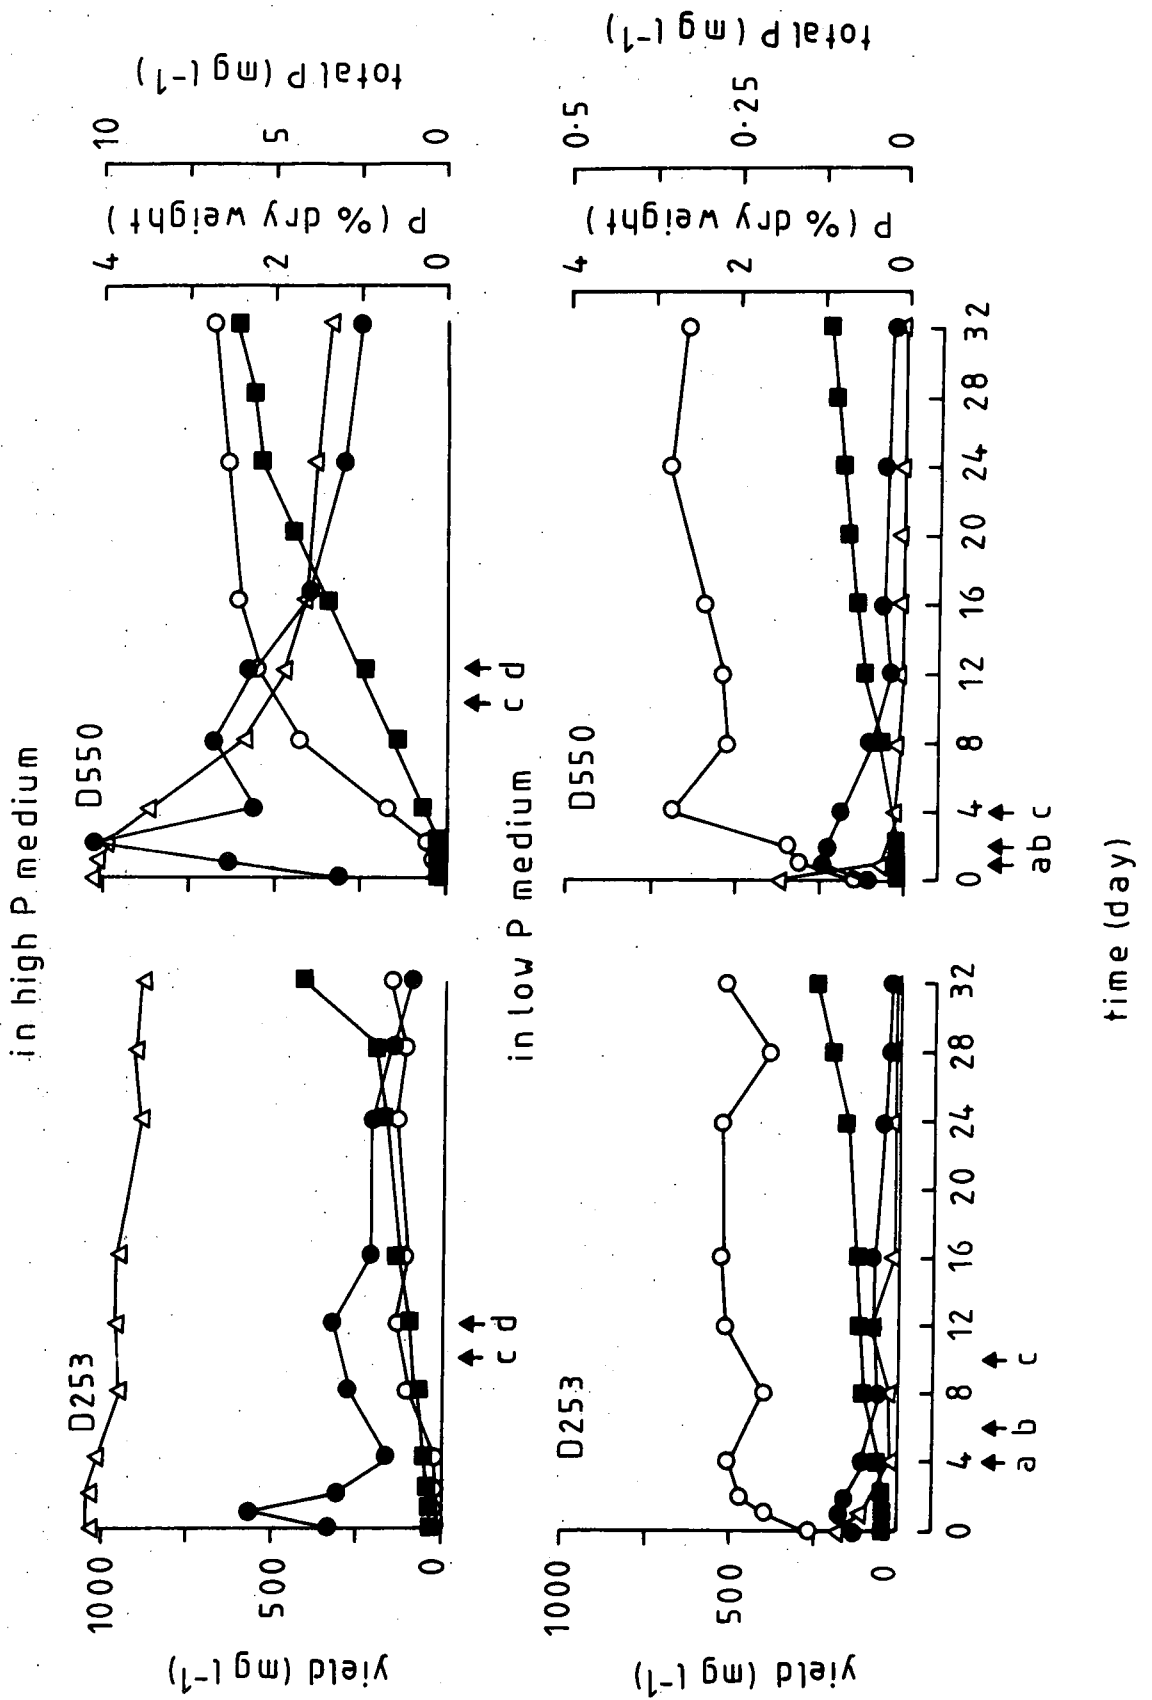 in high P medium
D253
D550
1000
500
0
yield (mg l⁻¹)
c d
c d
4
2
0
P (% dry weight)
10
5
0
total P (mg l⁻¹)
in low P medium
D253
D550
1000
500
0
yield (mg l⁻¹)
0 4 8 12 16 20 24 28 32
a b c
0 4 8 12 16 20 24 28 32
a b c
4
2
0
P (% dry weight)
0·5
0·25
0
total P (mg l⁻¹)
time (day)